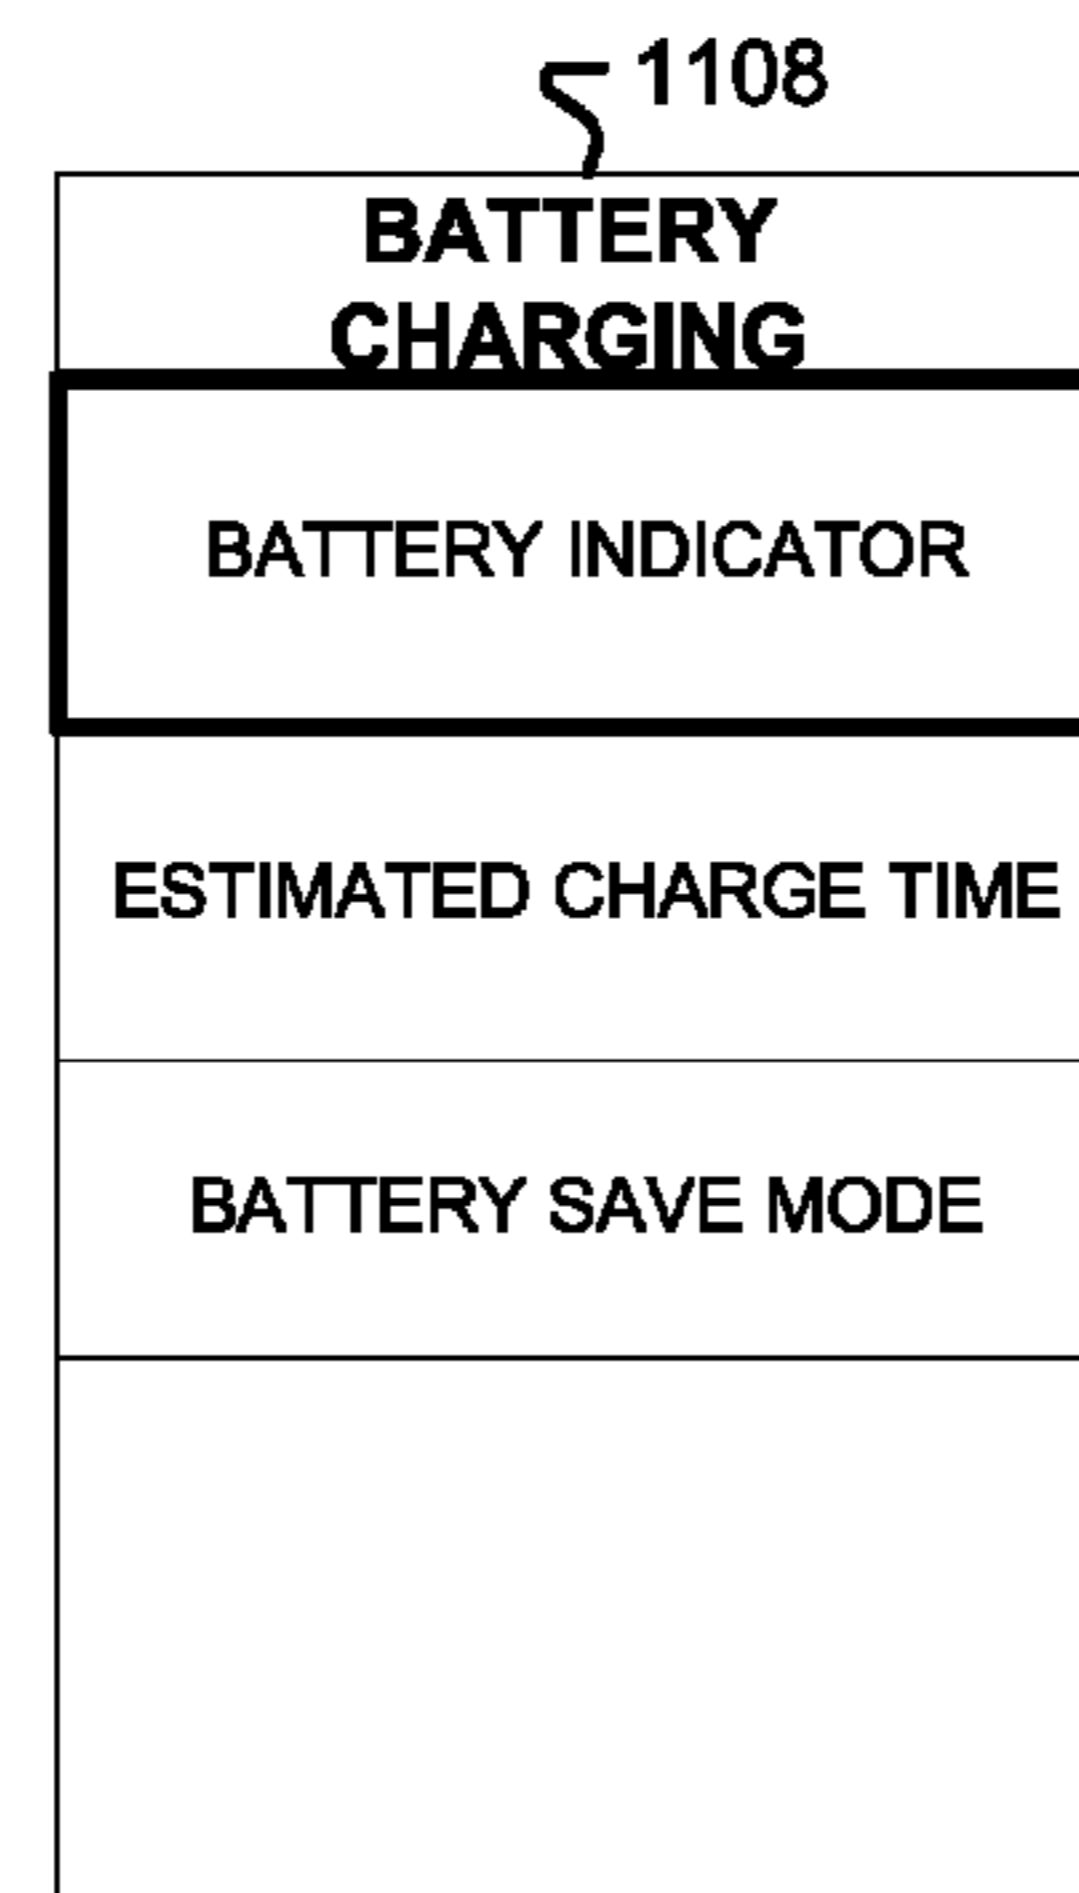 1108
BATTERY
CHARGING
BATTERY INDICATOR
ESTIMATED CHARGE TIME
BATTERY SAVE MODE